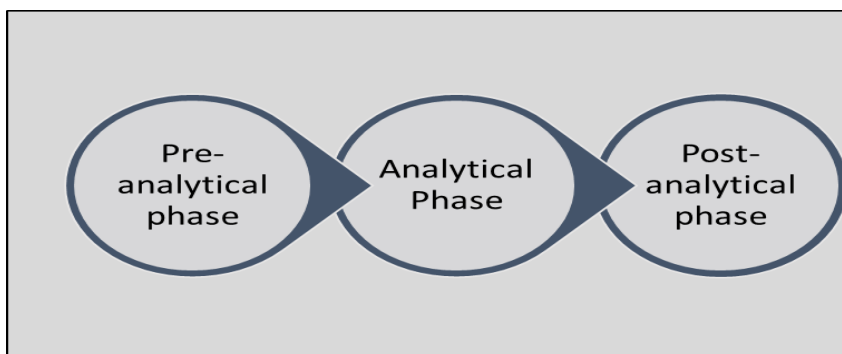 Pre-
analytical
phase
Analytical
Phase
Post-
analytical
phase